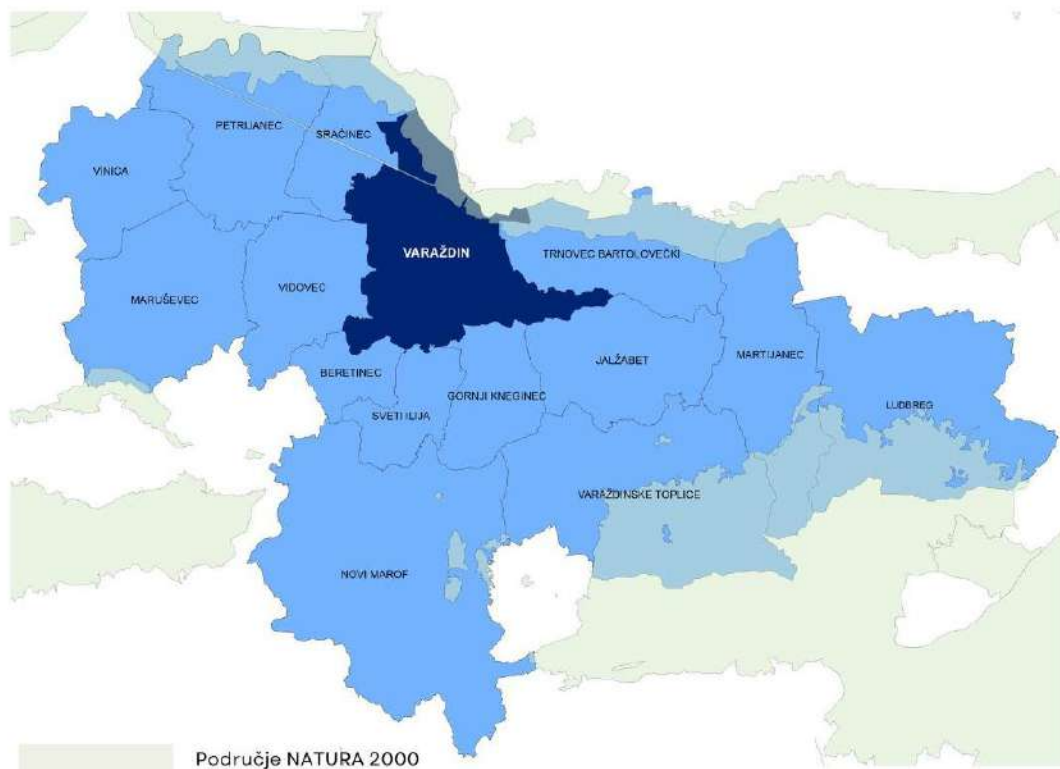 PETRIJANEC
SRAČINEC
VINICA
VARAŽDIN
TRNOVEC BARTOLOVEČKI
VIDOVEC
MARUŠEVEC
JALŽABET
MARTIJANEC
BERETINEC
GORNJI KNEGINEC
LUDBREG
SVETI ILIJA
VARAŽDINSKE TOPLICE
NOVI MAROF
Područje NATURA 2000